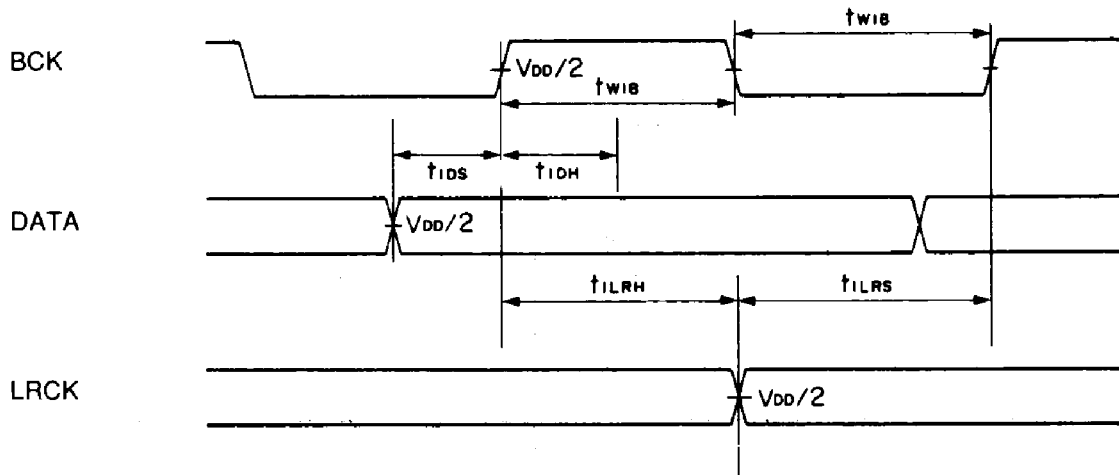 tWIB
BCK
VDD/2
tWIB
tIDS
tIDH
DATA
VDD/2
tILRH
tILRS
LRCK
VDD/2